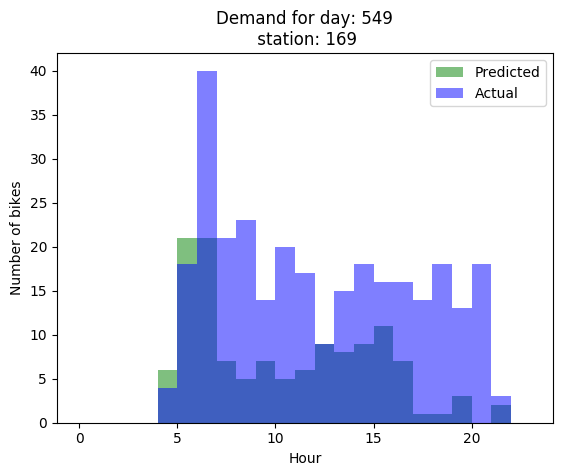 Demand for day: 549
station: 169
Predicted
Actual
Number of bikes
40
35
30
25
20
15
10
5
0
0 5 10 15 20
Hour